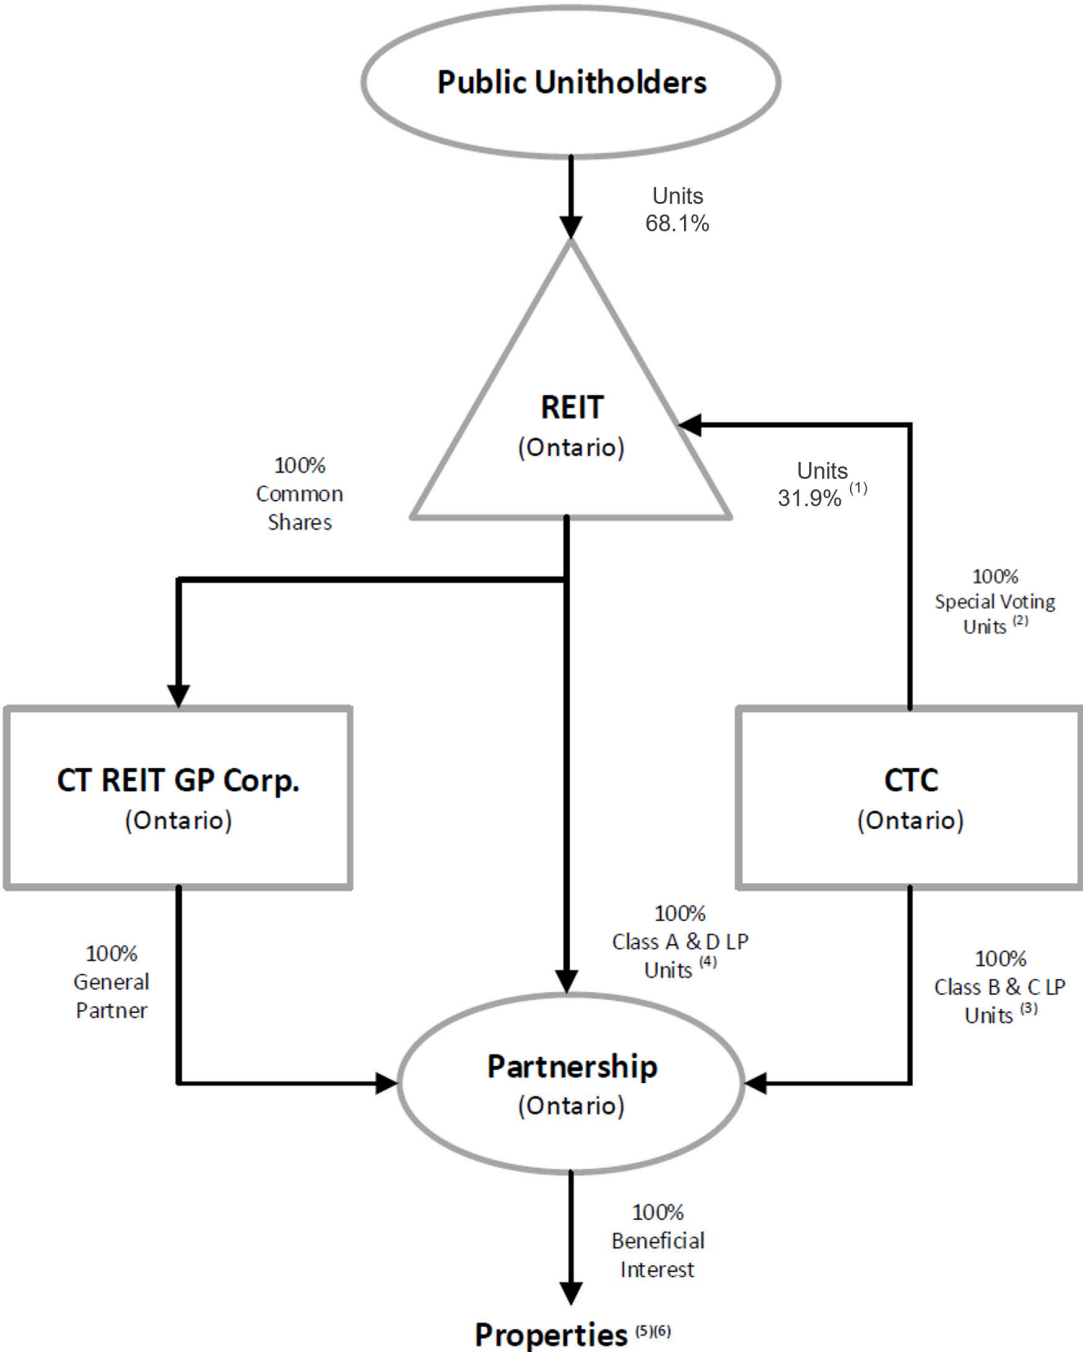 Public Unitholders
Units
68.1%
REIT
(Ontario)
100%
Common
Shares
Units
31.9% (1)
100%
Special Voting
Units (2)
CT REIT GP Corp.
(Ontario)
CTC
(Ontario)
100%
General
Partner
100%
Class A & D LP
Units (4)
100%
Class B & C LP
Units (3)
Partnership
(Ontario)
100%
Beneficial
Interest
Properties (5)(6)